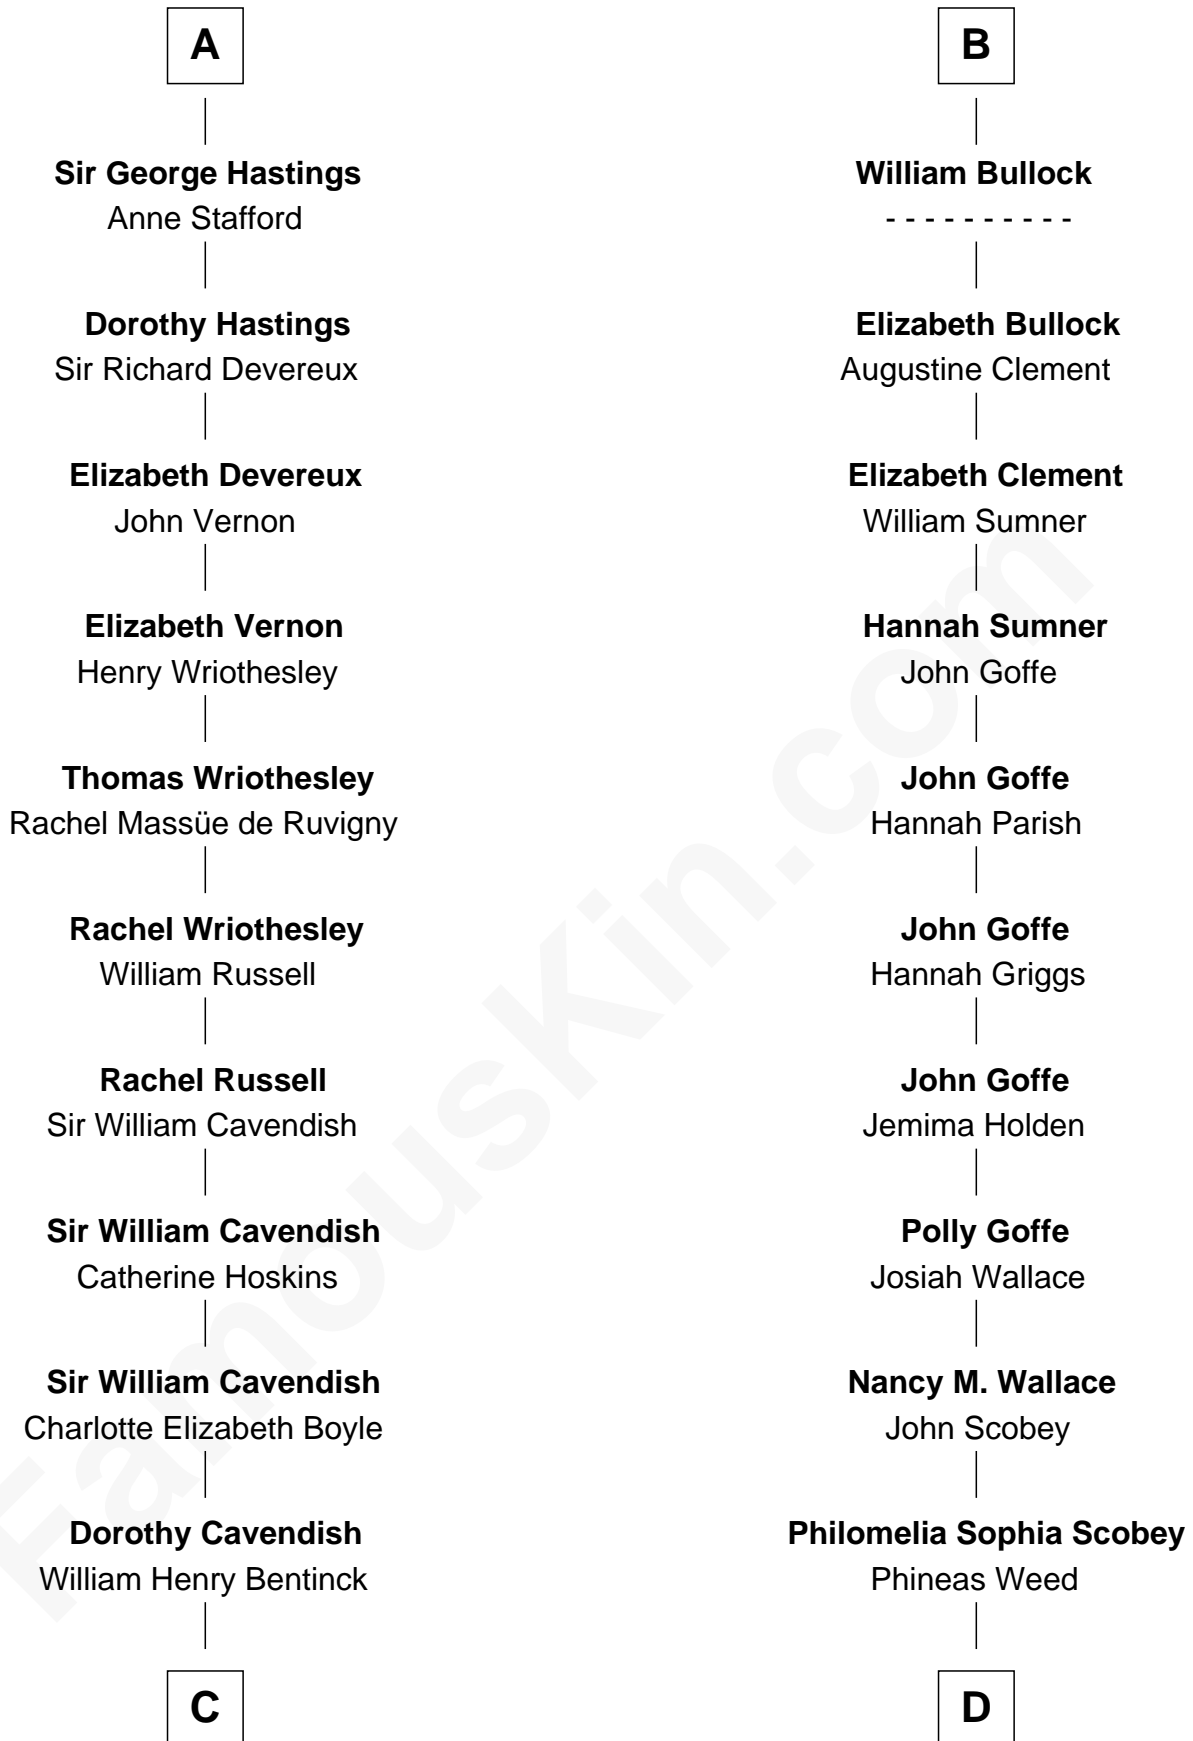 A
Sir George Hastings
Anne Stafford
Dorothy Hastings
Sir Richard Devereux
Elizabeth Devereux
John Vernon
Elizabeth Vernon
Henry Wriothesley
Thomas Wriothesley
Rachel Massüe de Ruvigny
Rachel Wriothesley
William Russell
Rachel Russell
Sir William Cavendish
Sir William Cavendish
Catherine Hoskins
Sir William Cavendish
Charlotte Elizabeth Boyle
Dorothy Cavendish
William Henry Bentinck
C
B
William Bullock
- - - - - - - - - -
Elizabeth Bullock
Augustine Clement
Elizabeth Clement
William Sumner
Hannah Sumner
John Goffe
John Goffe
Hannah Parish
John Goffe
Hannah Griggs
John Goffe
Jemima Holden
Polly Goffe
Josiah Wallace
Nancy M. Wallace
John Scobey
Philomelia Sophia Scobey
Phineas Weed
D
FamousKin.com